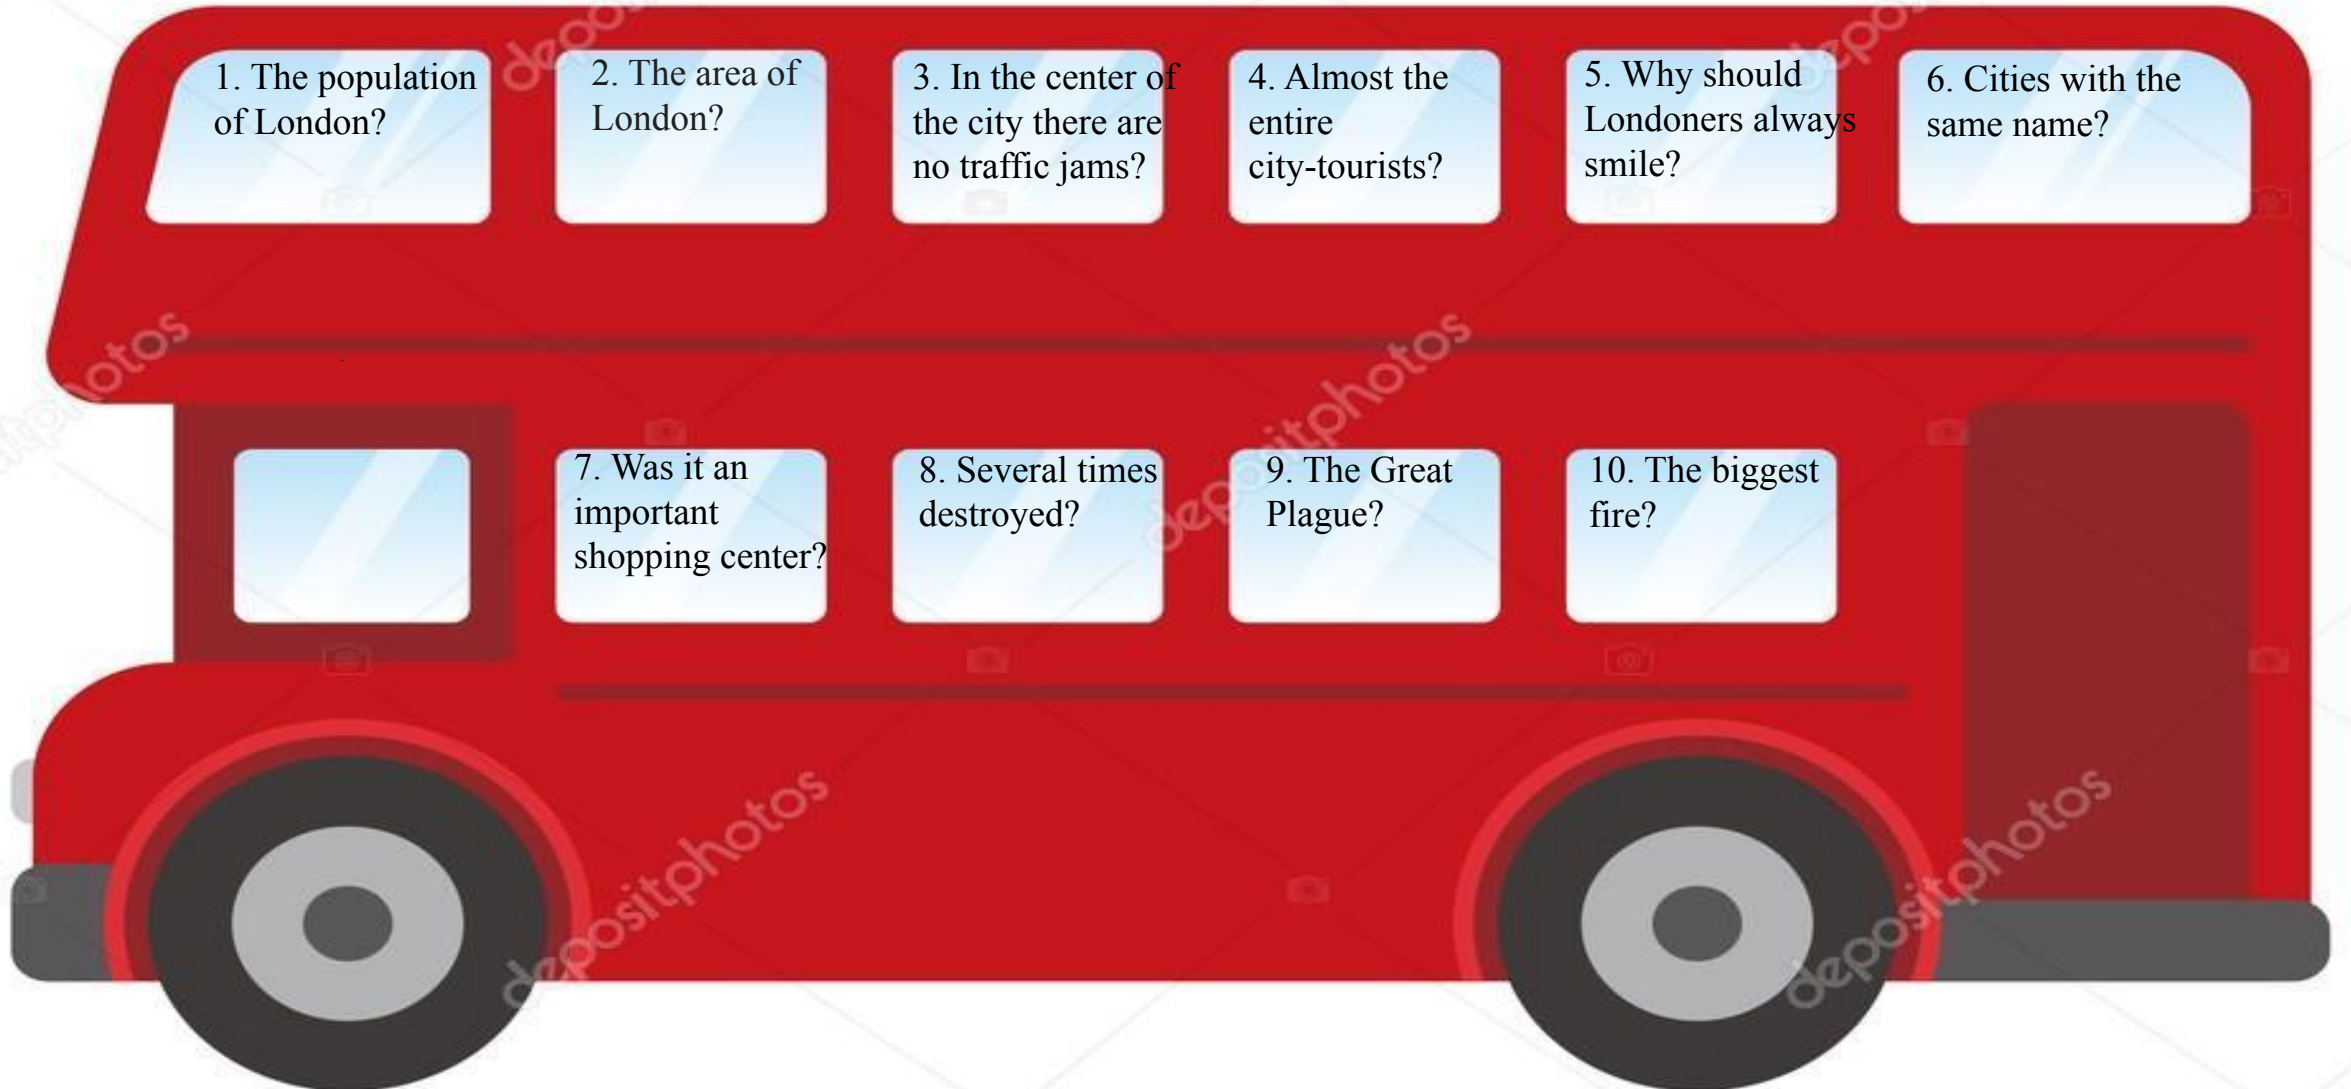 1. The population
of London?
2. The area of
London?
3. In the center of
the city there are
no traffic jams?
4. Almost the
entire
city-tourists?
5. Why should
Londoners always
smile?
6. Cities with the
same name?
7. Was it an
important
shopping center?
8. Several times
destroyed?
9. The Great
Plague?
10. The biggest
fire?
depositphotos
depositphotos
depositphotos
depositphotos